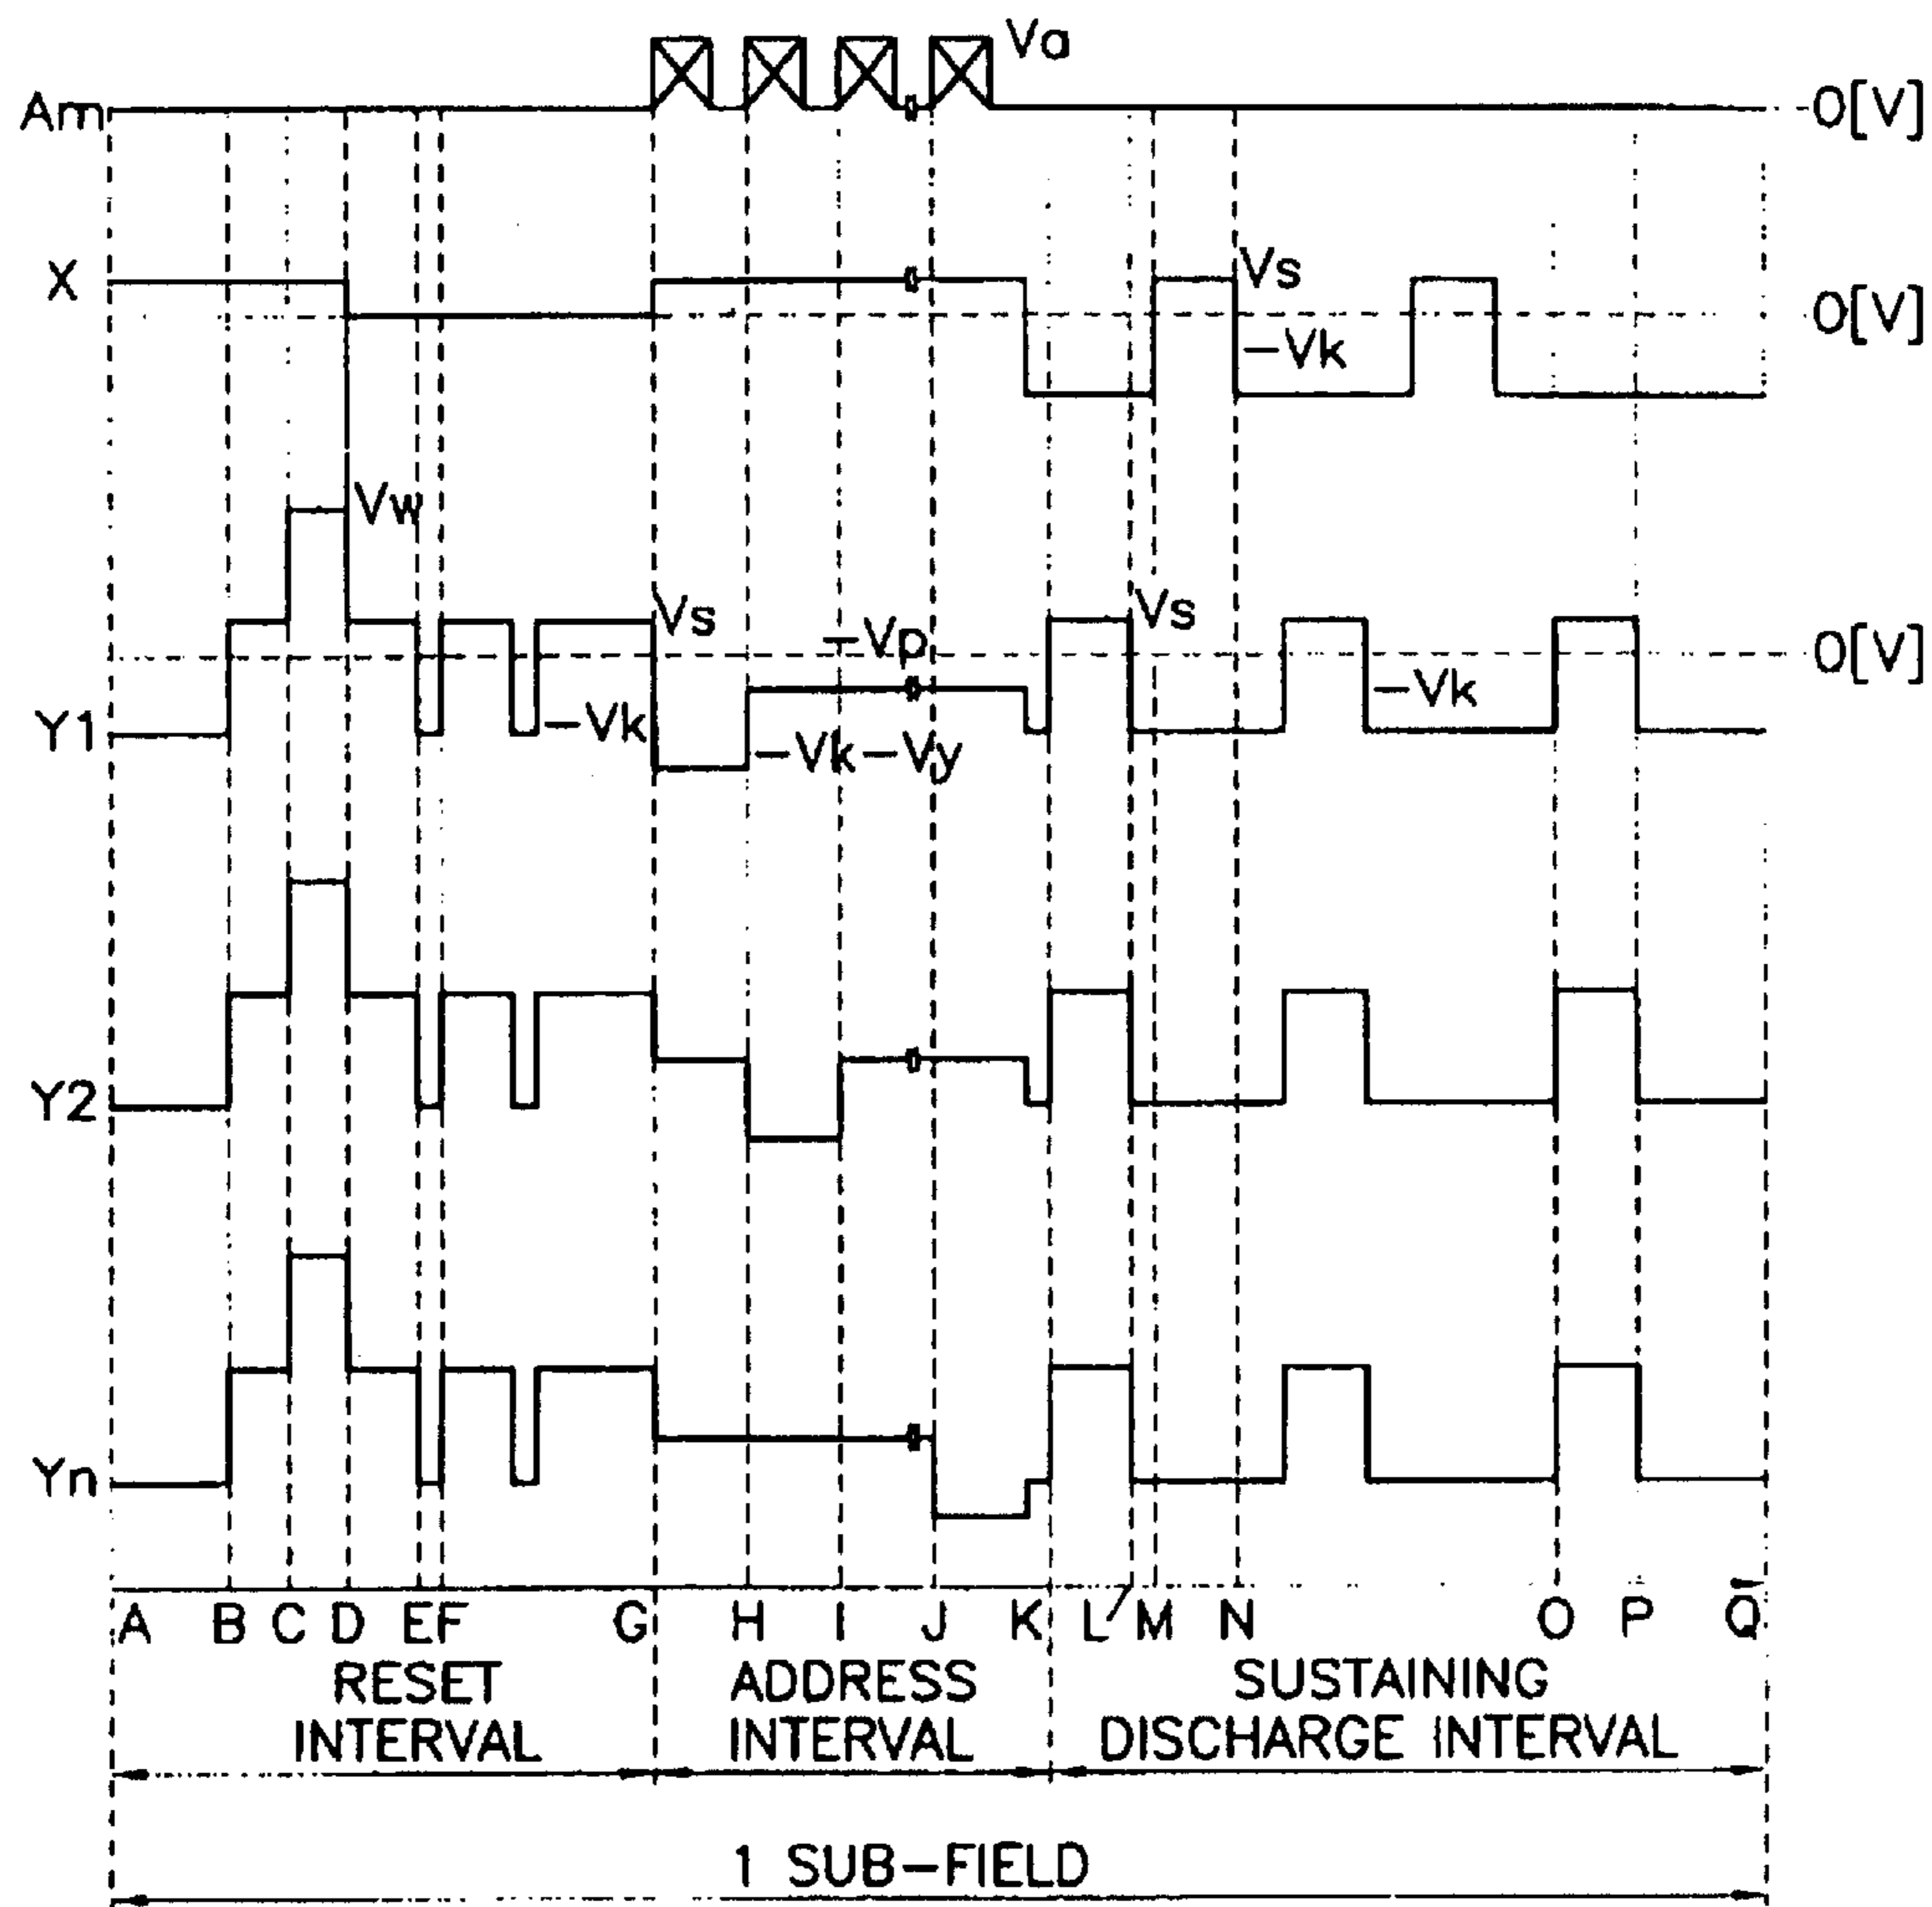 Va
Am
0[V]
X
Vs
0[V]
-Vk
Vw
Vs
-Vp
Vs
0[V]
Y1
-Vk
-Vk-Vy
-Vk
Y2
Yn
A B C D E F G H I J K L M N O P Q
RESET INTERVAL
ADDRESS INTERVAL
SUSTAINING DISCHARGE INTERVAL
1 SUB-FIELD